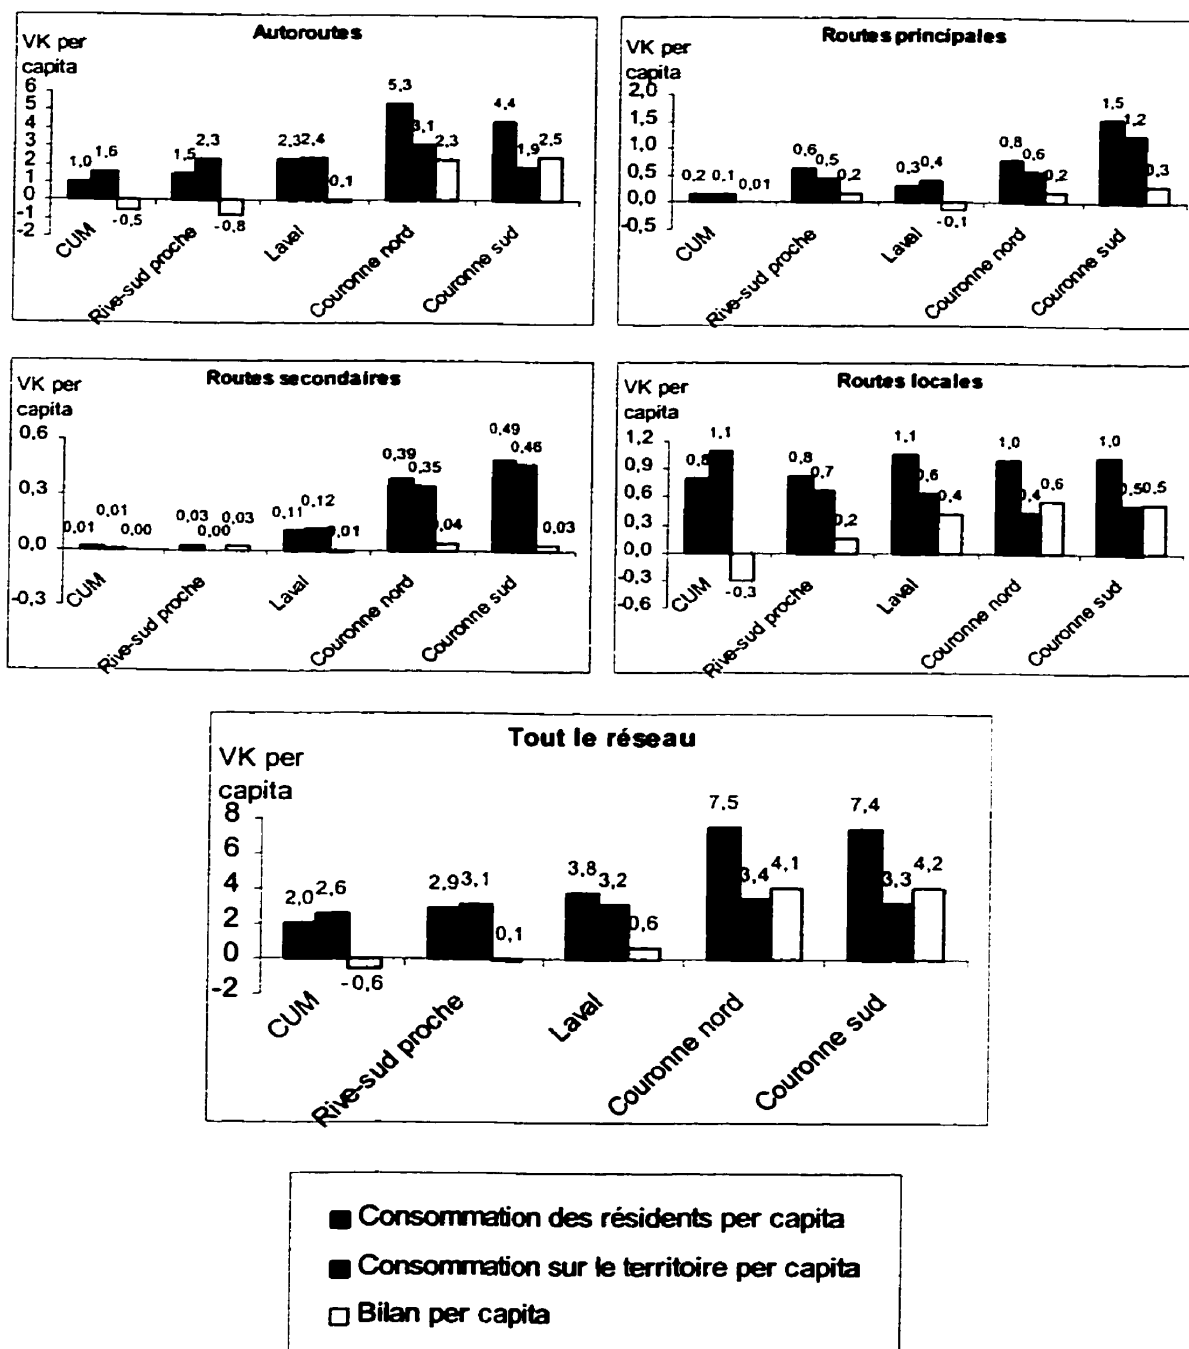 Autoroutes
VK per
capita
6
5
4
3
2
1
0
-1
-2
1,0 1,6 -0,5
1,5 2,3 -0,8
2,3 2,4 0,1
5,3 3,1 2,3
4,4 1,9 2,5
CUM
Rive-sud proche
Laval
Couronne nord
Couronne sud
Routes principales
VK per
capita
2,0
1,5
1,0
0,5
0,0
-0,5
0,2 0,1 0,01
0,6 0,5 0,2
0,3 0,4 -0,1
0,8 0,6 0,2
1,5 1,2 0,3
CUM
Rive-sud proche
Laval
Couronne nord
Couronne sud
Routes secondaires
VK per
capita
0,6
0,3
0,0
-0,3
0,01 0,01 0,00
0,03 0,00 0,03
0,11 0,12 0,01
0,39 0,35 0,04
0,49 0,46 0,03
CUM
Rive-sud proche
Laval
Couronne nord
Couronne sud
Routes locales
VK per
capita
1,2
0,9
0,6
0,3
0,0
-0,3
-0,6
0,8 1,1 -0,3
0,8 0,7 0,2
1,1 0,6 0,4
1,0 0,4 0,6
1,0 0,5 0,5
CUM
Rive-sud proche
Laval
Couronne nord
Couronne sud
Tout le réseau
VK per
capita
8
6
4
2
0
-2
2,0 2,6 -0,6
2,9 3,1 0,1
3,8 3,2 0,6
7,5 3,4 4,1
7,4 3,3 4,2
CUM
Rive-sud proche
Laval
Couronne nord
Couronne sud
Consommation des résidents per capita
Consommation sur le territoire per capita
Bilan per capita